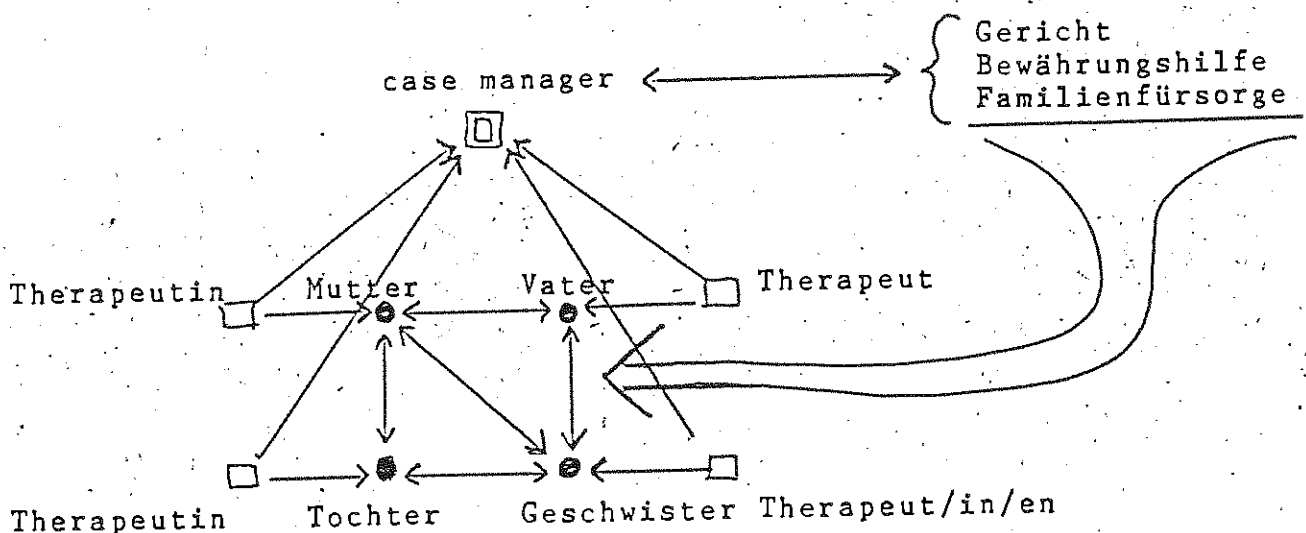 Gericht
case manager Bewährungshilfe
Familienfürsorge
Therapeutin Mutter Vater Therapeut
Therapeutin Tochter Geschwister Therapeut/in/en